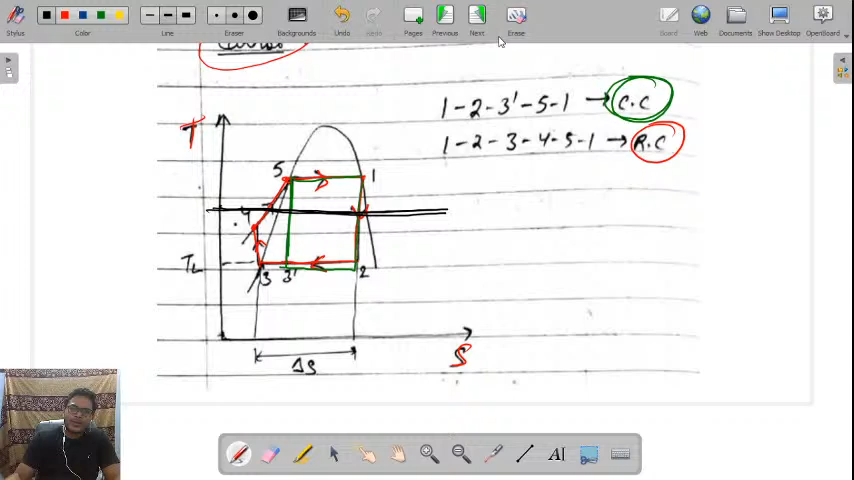 Stylus
Color
Line
Eraser
Backgrounds
Undo
Redo
Pages
Previous
Next
Erase
Board
Web
Documents
Show Desktop
OpenBoard
1-2-3'-5-1 → C.C
1-2-3-4-5-1 → R.C
T
5
1
4
TL
3
3'
2
ΔS
S
AI